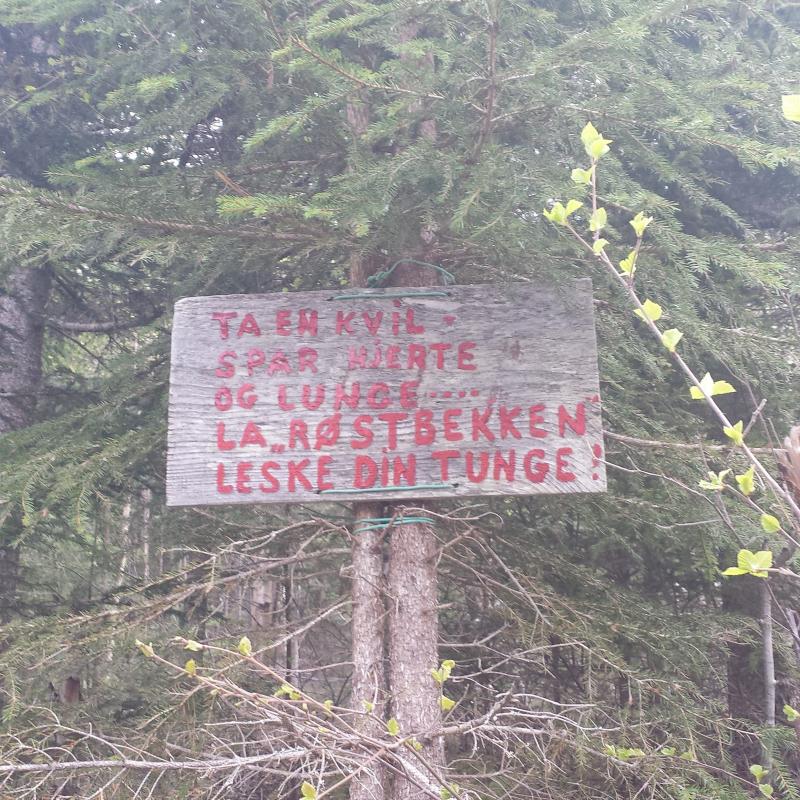 TA EN KVIL -
SPAR HJERTE
OG LUNGE....,
LA „RØSTBEKKEN"
LESKE DIN TUNGE!